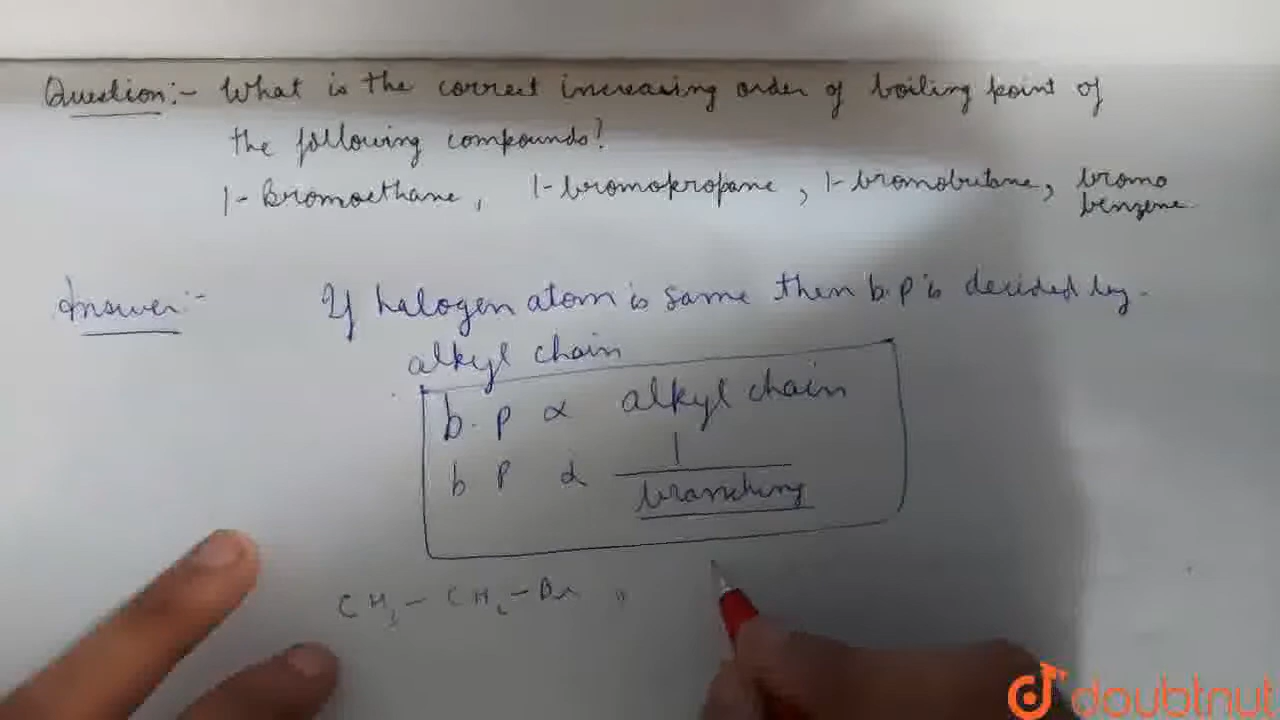 Question:- What is the correct increasing order of boiling point of
the following compounds?
1-Bromoethane, 1-bromopropane, 1-bromobutane, bromo
benzene
Answer:- If halogen atom is same then b.p is decided by
alkyl chain
b.p ∝ alkyl chain
b p ∝ 1
branching
CH3 - CH2 - Br ,,
doubtnut